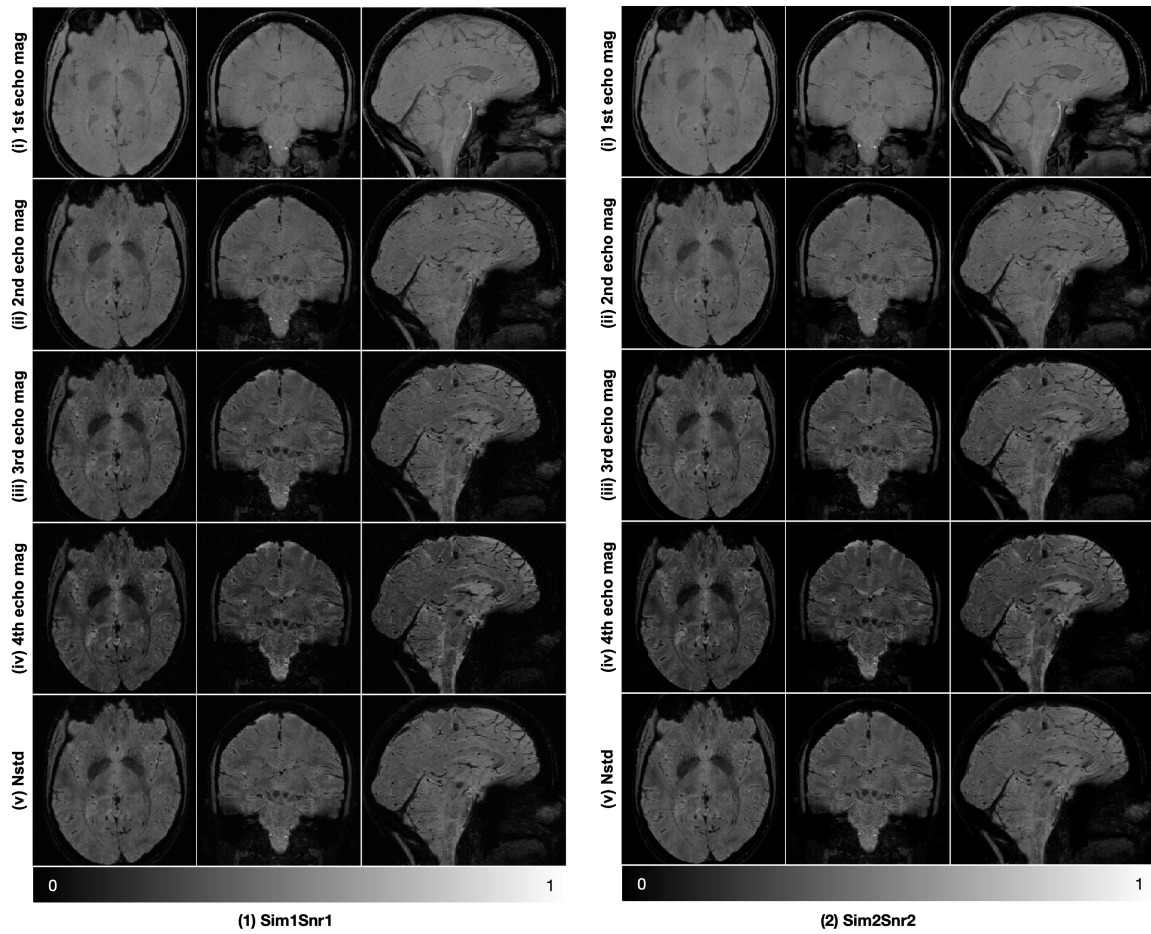 (i) 1st echo mag
(ii) 2nd echo mag
(iii) 3rd echo mag
(iv) 4th echo mag
(v) Nstd
0 1
(1) Sim1Snr1
(i) 1st echo mag
(ii) 2nd echo mag
(iii) 3rd echo mag
(iv) 4th echo mag
(v) Nstd
0 1
(2) Sim2Snr2